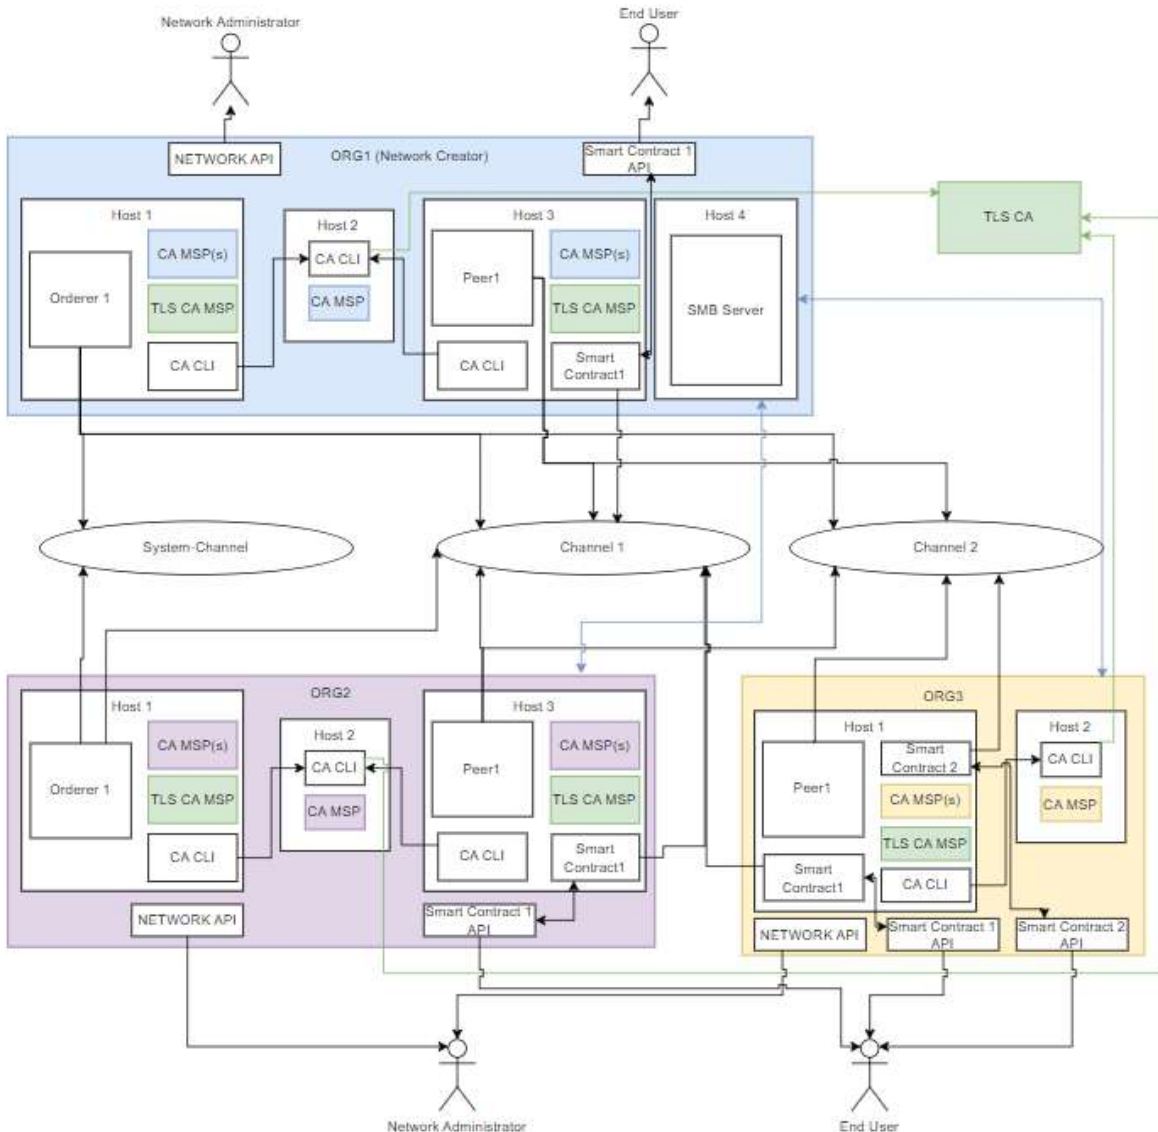 Network Administrator
End User
NETWORK API
ORG1 (Network Creator)
Smart Contract 1
API
Host 1
Orderer 1
CA MSP(s)
TLS CA MSP
CA CLI
Host 2
CA CLI
CA MSP
Host 3
Peer1
CA MSP(s)
TLS CA MSP
CA CLI
Smart
Contract1
Host 4
SMB Server
TLS CA
System-Channel
Channel 1
Channel 2
ORG2
Host 1
Orderer 1
CA MSP(s)
TLS CA MSP
CA CLI
Host 2
CA CLI
CA MSP
Host 3
Peer1
CA MSP(s)
TLS CA MSP
CA CLI
Smart
Contract1
NETWORK API
Smart Contract 1
API
ORG3
Host 1
Peer1
Smart
Contract 2
CA MSP(s)
TLS CA MSP
CA CLI
Smart
Contract1
Host 2
CA CLI
CA MSP
NETWORK API
Smart Contract 1
API
Smart Contract 2
API
Network Administrator
End User